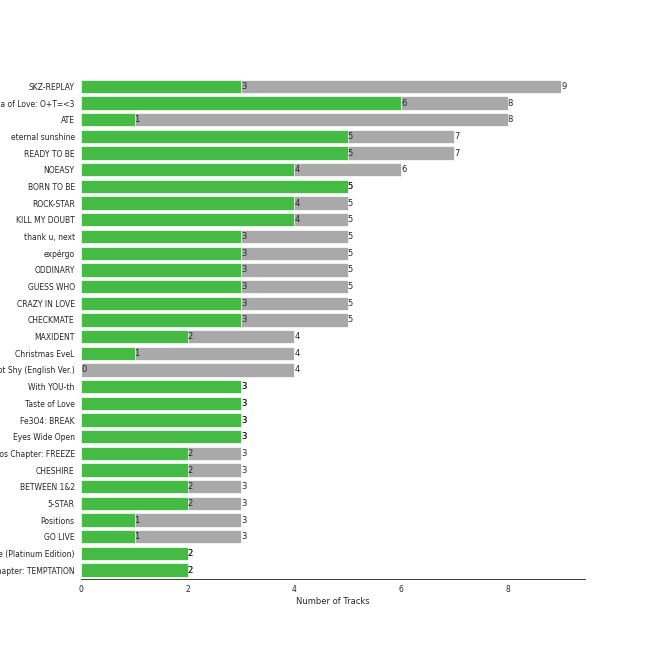 SKZ-REPLAY 3 9
a of Love: O+T=<3 6 8
ATE 1 8
eternal sunshine 5 7
READY TO BE 5 7
NOEASY 4 6
BORN TO BE 5
ROCK-STAR 4 5
KILL MY DOUBT 4 5
thank u, next 3 5
expérgo 3 5
ODDINARY 3 5
GUESS WHO 3 5
CRAZY IN LOVE 3 5
CHECKMATE 3 5
MAXIDENT 2 4
Christmas EveL 1 4
ot Shy (English Ver.) 0 4
With YOU-th 3
Taste of Love 3
Fe3O4: BREAK 3
Eyes Wide Open 3
os Chapter: FREEZE 2 3
CHESHIRE 2 3
BETWEEN 1&2 2 3
5-STAR 2 3
Positions 1 3
GO LIVE 1 3
e (Platinum Edition) 2
hapter: TEMPTATION 2
0 2 4 6 8
Number of Tracks